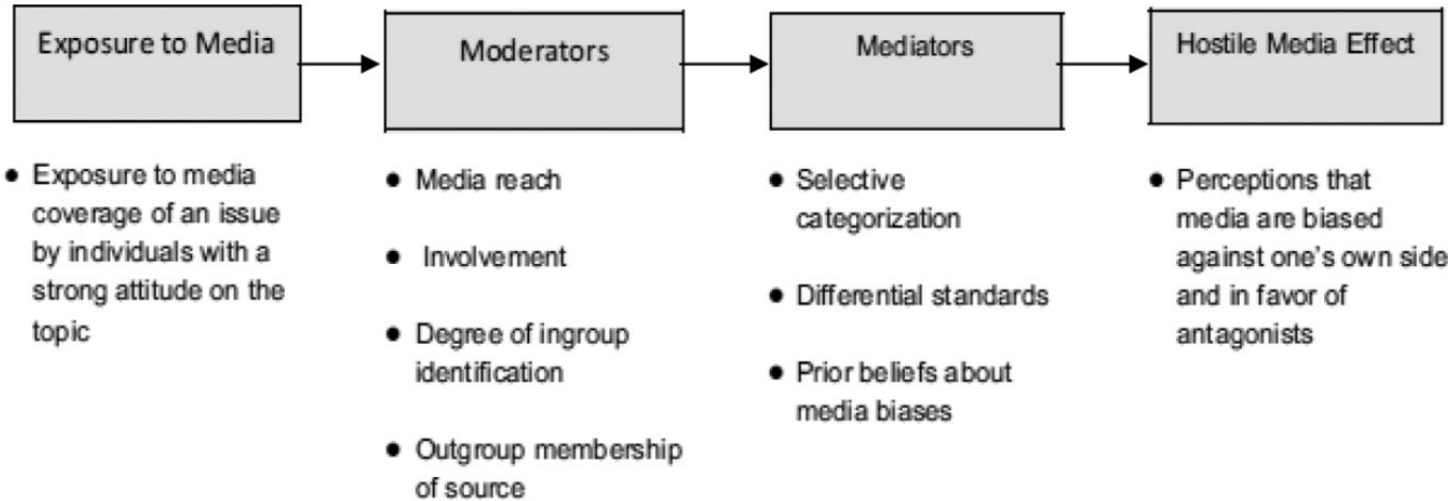 Exposure to Media
Moderators
Mediators
Hostile Media Effect
● Exposure to media
coverage of an issue
by individuals with a
strong attitude on the
topic
● Media reach
● Involvement
● Degree of ingroup
identification
● Outgroup membership
of source
● Selective
categorization
● Differential standards
● Prior beliefs about
media biases
● Perceptions that
media are biased
against one's own side
and in favor of
antagonists